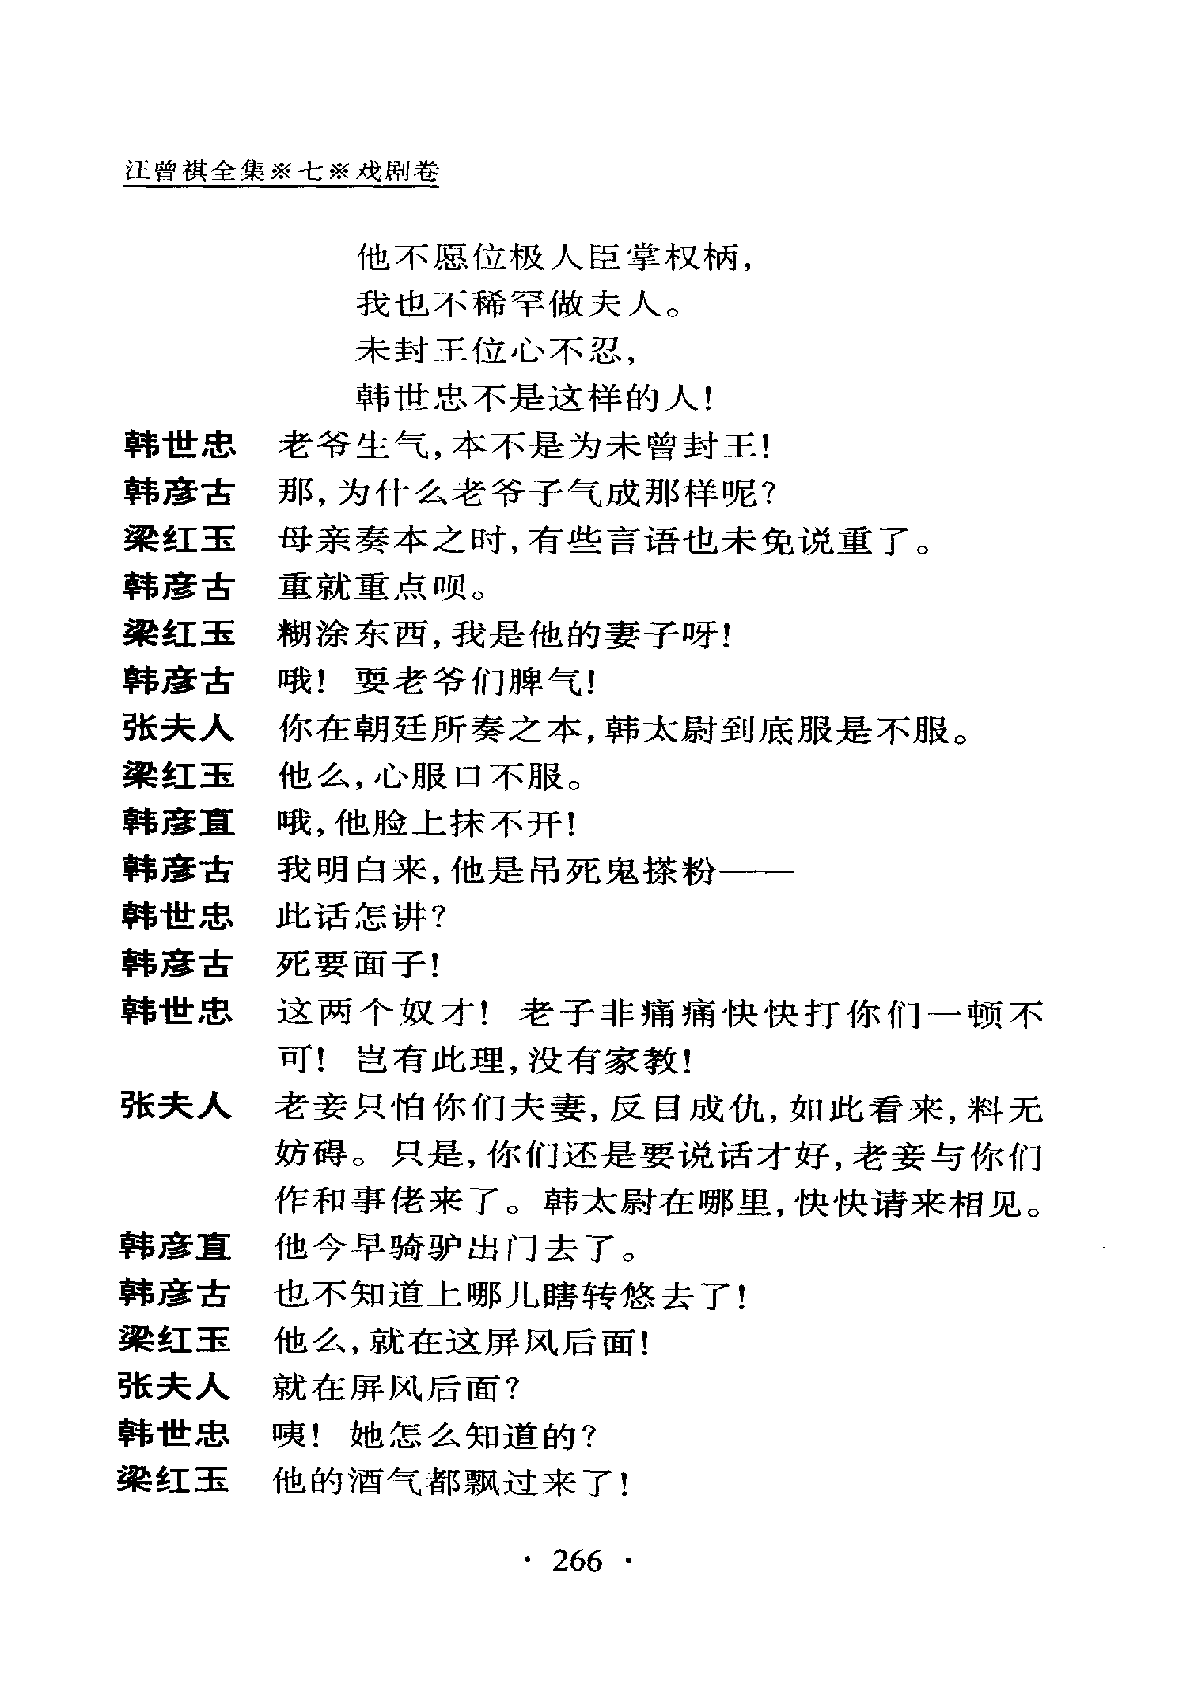 汪曾祺全集※七※戏剧卷
他不愿位极人臣掌权柄,
我也不稀罕做夫人。
未封王位心不忍,
韩世忠不是这样的人!
韩世忠 老爷生气,本不是为未曾封王!
韩彦古 那,为什么老爷子气成那样呢?
梁红玉 母亲奏本之时,有些言语也未免说重了。
韩彦古 重就重点呗。
梁红玉 糊涂东西,我是他的妻子呀!
韩彦古 哦! 耍老爷们脾气!
张夫人 你在朝廷所奏之本,韩太尉到底服是不服。
梁红玉 他么,心服口不服。
韩彦直 哦,他脸上抹不开!
韩彦古 我明白来,他是吊死鬼搽粉——
韩世忠 此话怎讲?
韩彦古 死要面子!
韩世忠 这两个奴才! 老子非痛痛快快打你们一顿不
可! 岂有此理,没有家教!
张夫人 老妾只怕你们夫妻,反目成仇,如此看来,料无
妨碍。只是,你们还是要说话才好,老妾与你们
作和事佬来了。韩太尉在哪里,快快请来相见。
韩彦直 他今早骑驴出门去了。
韩彦古 也不知道上哪儿瞎转悠去了!
梁红玉 他么,就在这屏风后面!
张夫人 就在屏风后面?
韩世忠 咦! 她怎么知道的?
梁红玉 他的酒气都飘过来了!
· 266 ·